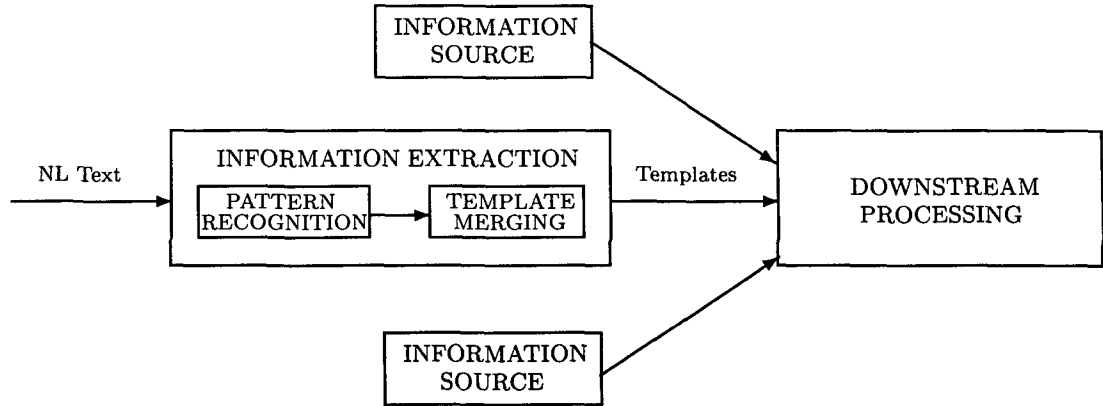 INFORMATION
SOURCE
NL Text
INFORMATION EXTRACTION
PATTERN
RECOGNITION
TEMPLATE
MERGING
Templates
DOWNSTREAM
PROCESSING
INFORMATION
SOURCE